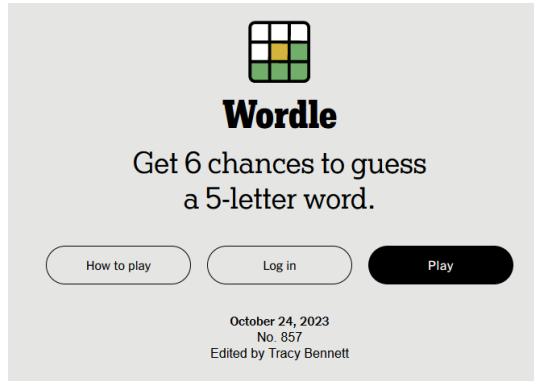 Wordle
Get 6 chances to guess
a 5-letter word.
How to play
Log in
Play
October 24, 2023
No. 857
Edited by Tracy Bennett